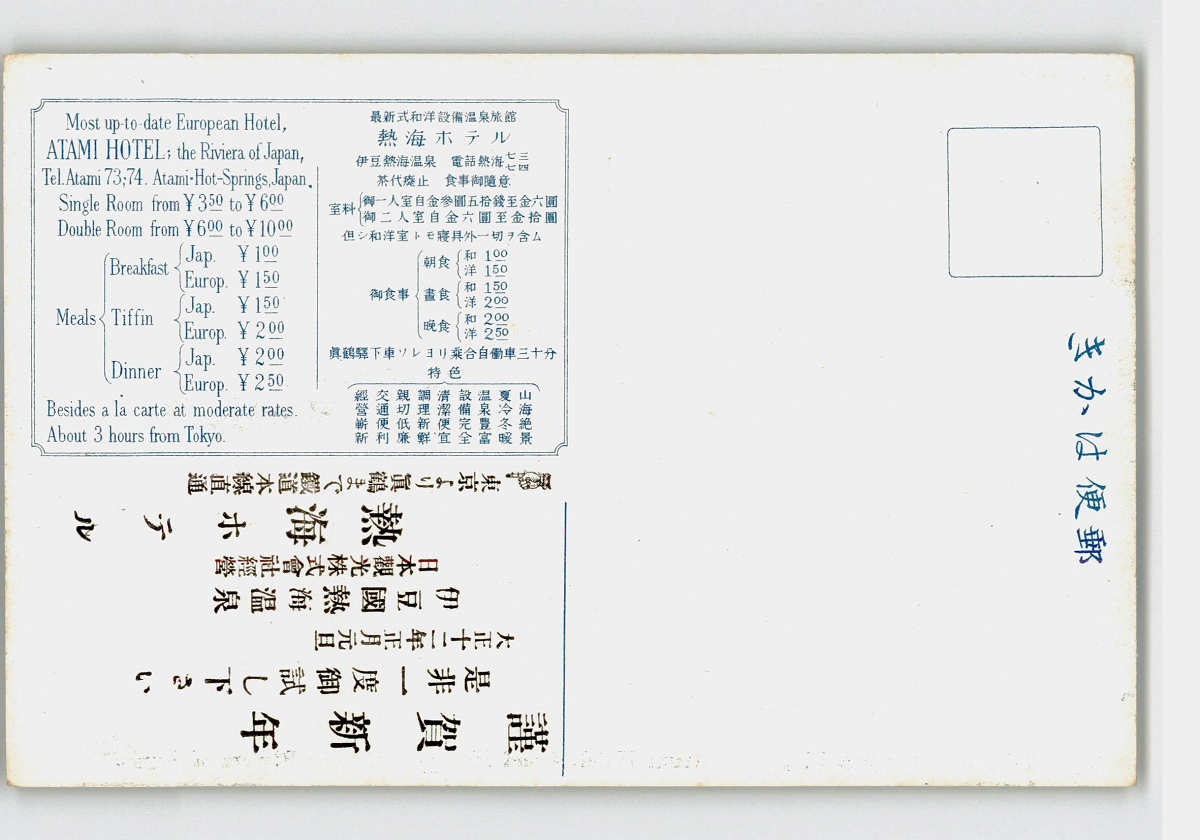 Most up-to-date European Hotel,
ATAMI HOTEL; the Riviera of Japan,
Tel.Atami 73;74. Atami-Hot-Springs,Japan.
Single Room from ¥3.50 to ¥6.00
Double Room from ¥6.00 to ¥10.00
Meals
Breakfast Jap. ¥1.00
Europ. ¥1.50
Tiffin Jap. ¥1.50
Europ. ¥2.00
Dinner Jap. ¥2.00
Europ. ¥2.50
Besides a la carte at moderate rates.
About 3 hours from Tokyo.
最新式和洋設備温泉旅館
熱海ホテル
伊豆熱海温泉 電話熱海七三 七四
茶代廢止 食事御隨意
室料 御一人室自金參圓五拾錢至金六圓
御二人室自金六圓至金拾圓
但シ和洋室トモ寢具外一切ヲ含ム
御食事
朝食 和 1.00
洋 1.50
晝食 和 1.50
洋 2.00
晩食 和 2.00
洋 2.50
眞鶴驛下車ソレヨリ乘合自働車三十分
特色
山海絶景
夏冷冬暖
温泉豊富
設備完全
清潔便宜
調理新鮮
親切低廉
交通便利
經營嶄新
郵便はかき
謹賀新年
是非一度御試し下さい
大正十二年正月元旦
伊豆國熱海温泉
日本觀光株式會社經營
熱海ホテル
東京より眞鶴まで鐵道本線直通